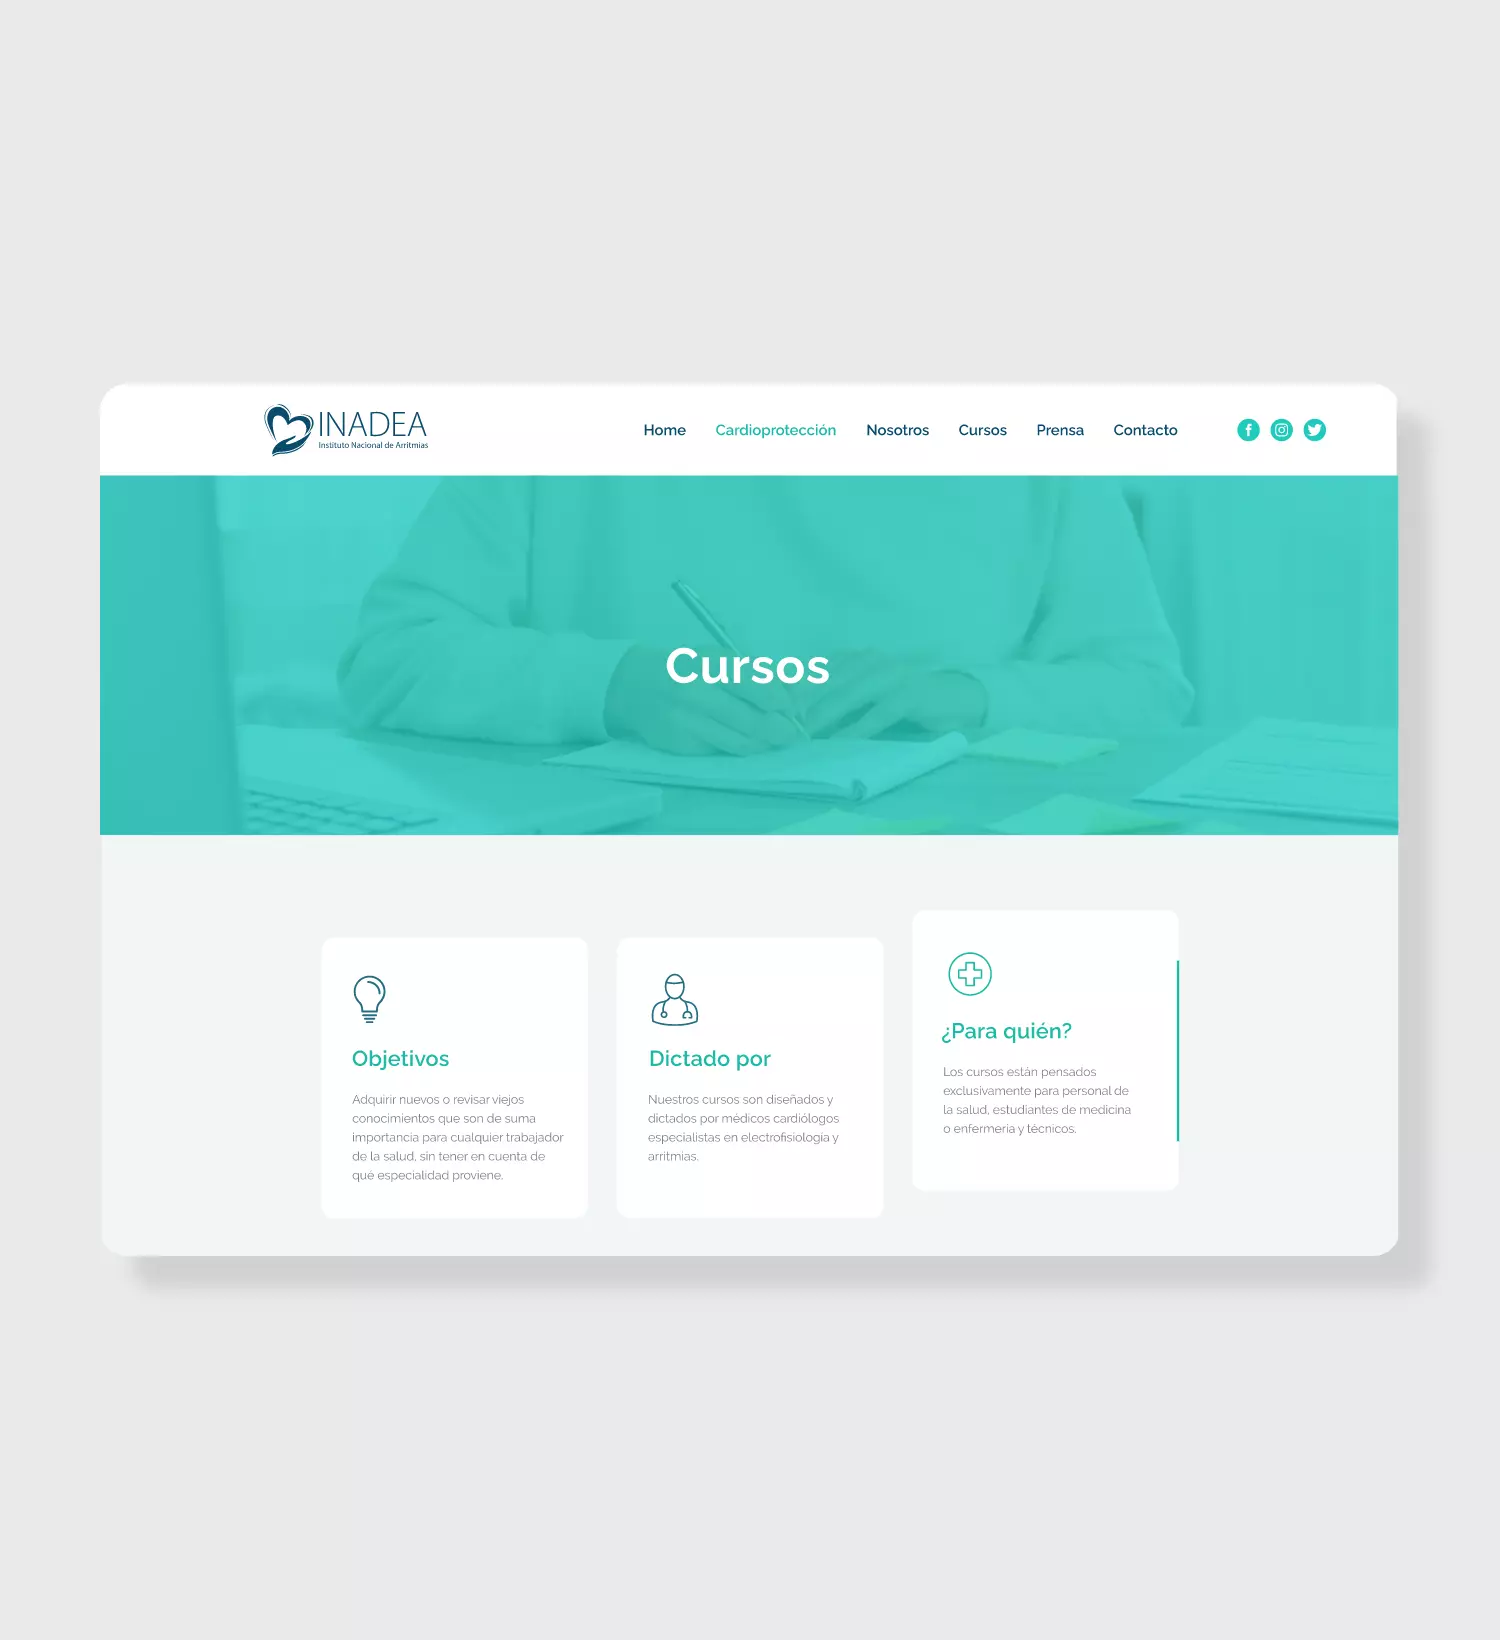 INADEA
Instituto Nacional de Arritmias
Home
Cardioprotección
Nosotros
Cursos
Prensa
Contacto
Cursos
Objetivos
Adquirir nuevos o revisar viejos
conocimientos que son de suma
importancia para cualquier trabajador
de la salud, sin tener en cuenta de
qué especialidad proviene.
Dictado por
Nuestros cursos son diseñados y
dictados por médicos cardiólogos
especialistas en electrofisiología y
arritmias.
¿Para quién?
Los cursos están pensados
exclusivamente para personal de
la salud, estudiantes de medicina
o enfermería y técnicos.